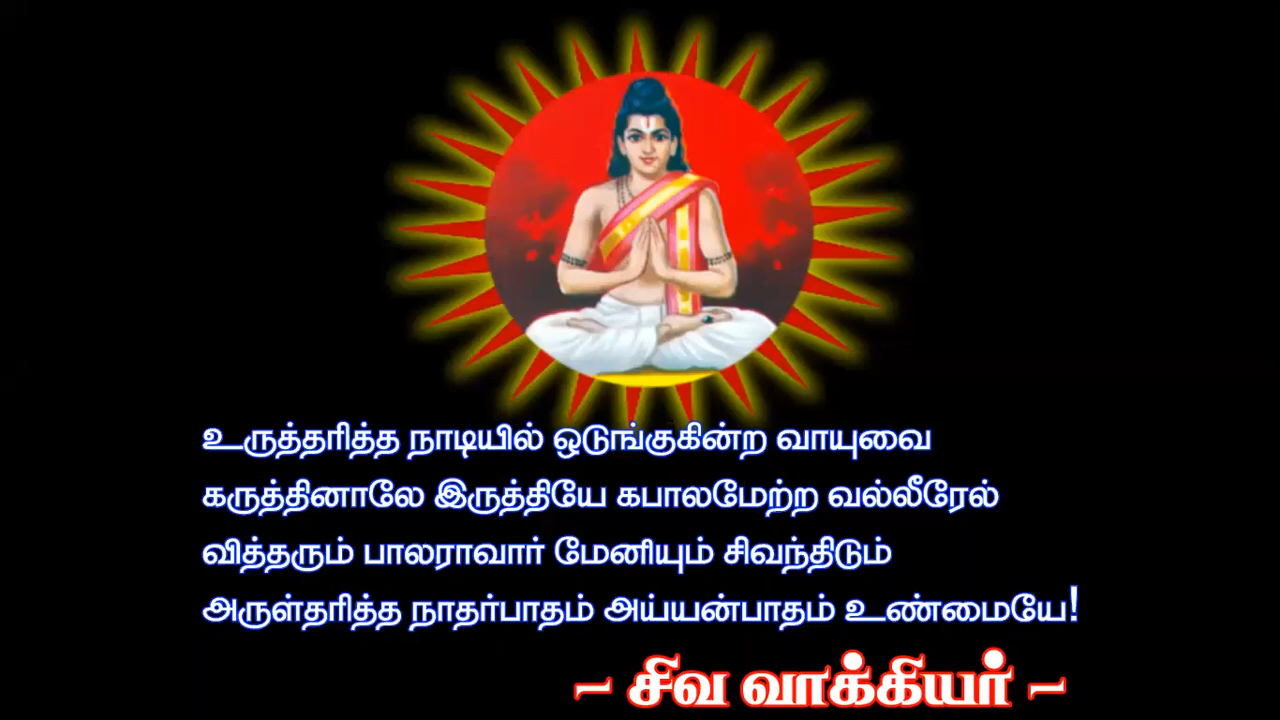 உருத்தரித்த நாடியில் ஒடுங்குகின்ற வாயுவை
கருத்தினாலே இருத்தியே கபாலமேற்ற வல்லீரேல்
வித்தரும் பாலராவார் மேனியும் சிவந்திடும்
அருள்தரித்த நாதர்பாதம் அய்யன்பாதம் உண்மையே!
– சிவ வாக்கியர் –